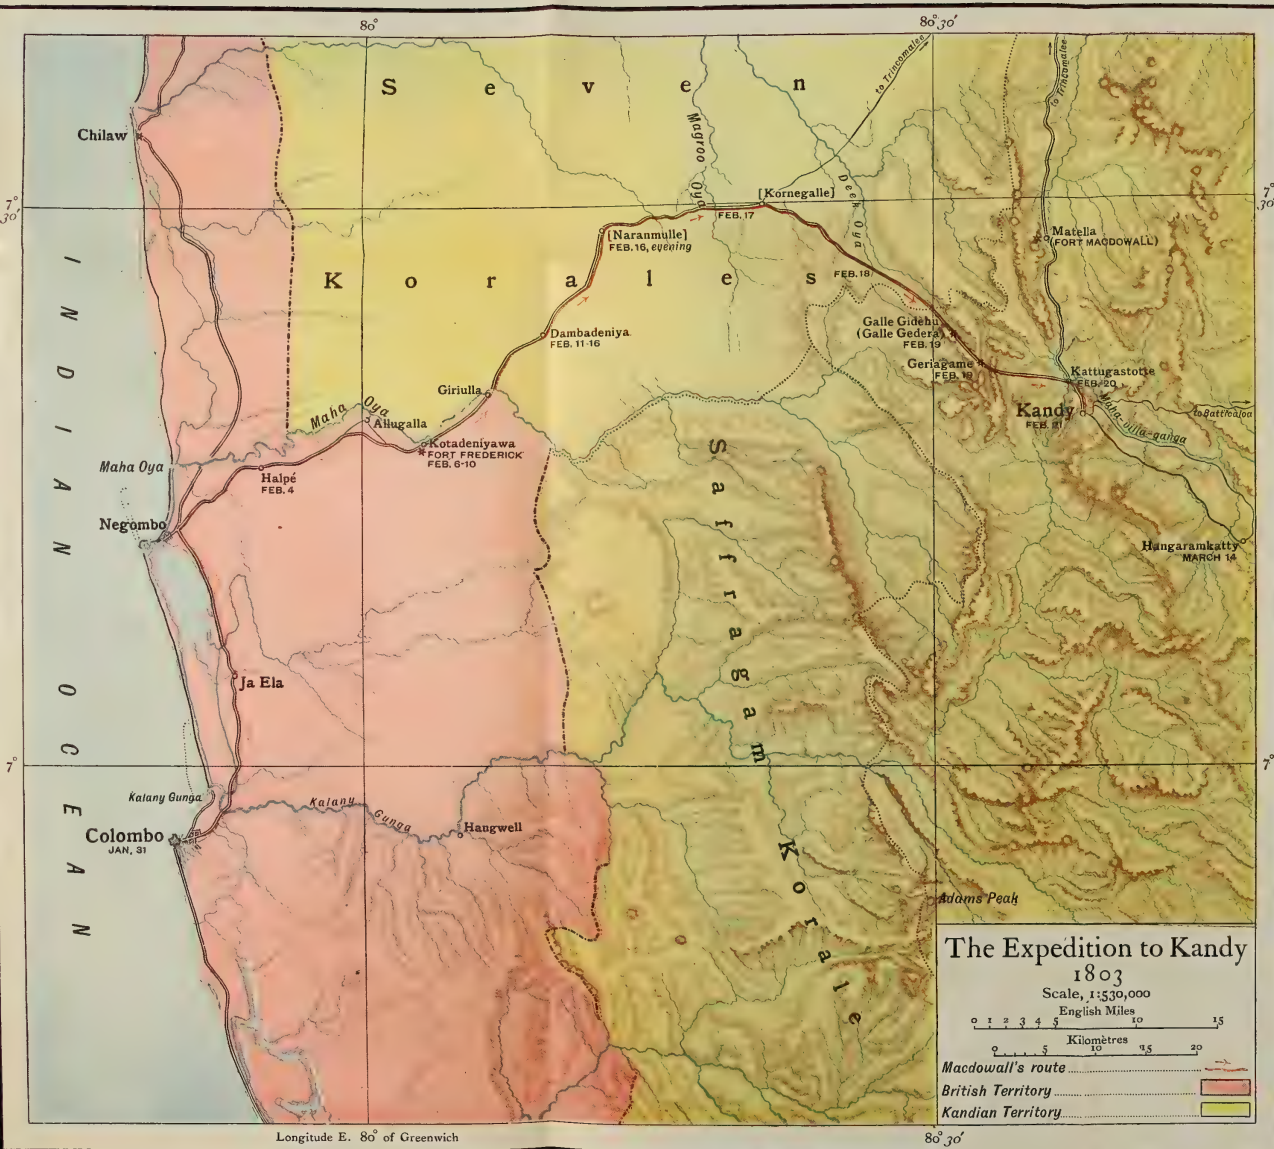 80°
80° 30′
Seven
to Trincomalee
to Trincomalee
Chilaw
Magroo Oya
Deek Oya
[Kornegalle]
7° 30′
7° 30′
FEB. 17
[Naranmulle]
FEB. 16, evening
Matella
(FORT MACDOWALL)
INDIAN OCEAN
Korales
FEB. 18
Dambadeniya
FEB. 11-16
Galle Gidehu
(Galle Gedera)
FEB. 19
Geriagame
FEB. 19
Kattugastotte
FEB. 20
Giriulla
Maha Oya
Allugalla
Kandy
FEB. 21
Maha-villa-ganga
to Batticaloa
Kotadeniyawa
FORT FREDERICK
FEB. 6-10
Maha Oya
Halpé
FEB. 4
Saffragam Korale
Negombo
Hangaramkatty
MARCH 14
Ja Ela
7°
7°
Kalany Gunga
Kalany Gunga
Hangwell
Colombo
JAN, 31
Adams Peak
The Expedition to Kandy
1803
Scale, 1:530,000
English Miles
0 1 2 3 4 5 10 15
Kilomètres
0 5 10 15 20
Macdowall's route
British Territory
Kandian Territory
Longitude E. 80° of Greenwich
80° 30′